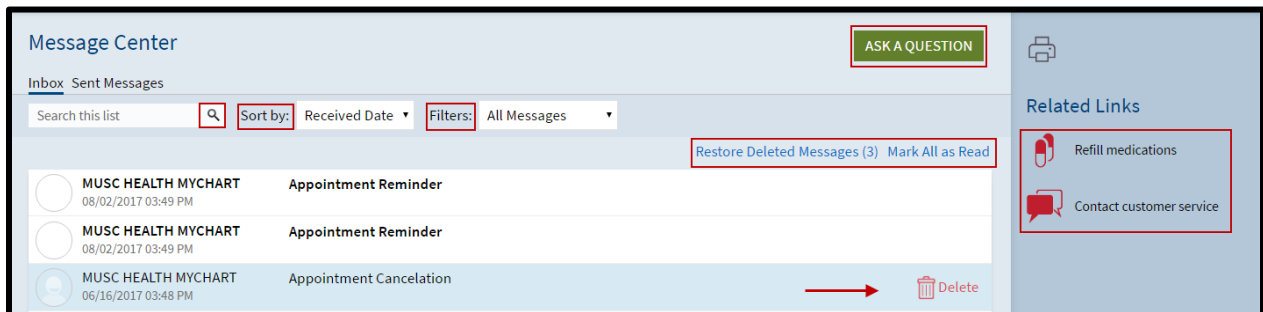 Message Center
ASK A QUESTION
Inbox Sent Messages
Search this list Sort by: Received Date Filters: All Messages
Restore Deleted Messages (3) Mark All as Read
MUSC HEALTH MYCHART Appointment Reminder
08/02/2017 03:49 PM
MUSC HEALTH MYCHART Appointment Reminder
08/02/2017 03:49 PM
MUSC HEALTH MYCHART Appointment Cancelation
06/16/2017 03:48 PM
Delete
Related Links
Refill medications
Contact customer service